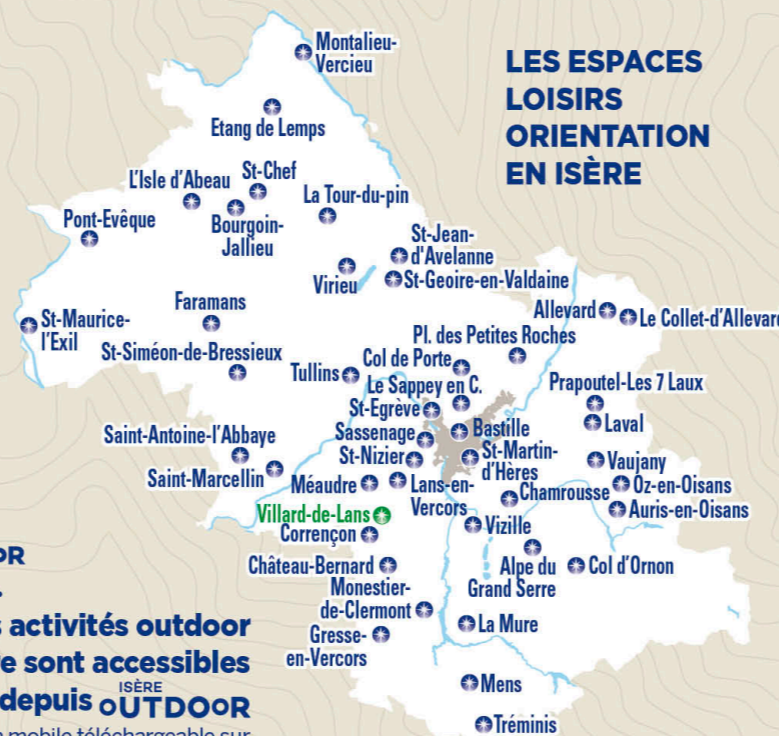 LES ESPACES
LOISIRS
ORIENTATION
EN ISÈRE
Montalieu-
Vercieu
Etang de Lemps
L'Isle d'Abeau
St-Chef
La Tour-du-pin
Pont-Evêque
Bourgoin-
Jallieu
St-Jean-
d'Avelanne
Virieu
St-Geoire-en-Valdaine
Faramans
St-Maurice-
l'Exil
Allevard
Le Collet-d'Allevard
Pl. des Petites Roches
St-Siméon-de-Bressieux
Col de Porte
Tullins
Le Sappey en C.
Prapoutel-Les 7 Laux
St-Egrève
Laval
Bastille
Saint-Antoine-l'Abbaye
Sassenage
St-Martin-
d'Hères
St-Nizier
Vaujany
Saint-Marcellin
Méaudre
Lans-en-
Vercors
Chamrousse
Oz-en-Oisans
Auris-en-Oisans
Villard-de-Lans
Corrençon
Vizille
Château-Bernard
Alpe du
Grand Serre
Col d'Ornon
Monestier-
de-Clermont
La Mure
Gresse-
en-Vercors
Mens
Tréminis
OR
s activités outdoor
re sont accessibles
depuis ISÈRE OUTDOOR
n mobile téléchargeable sur